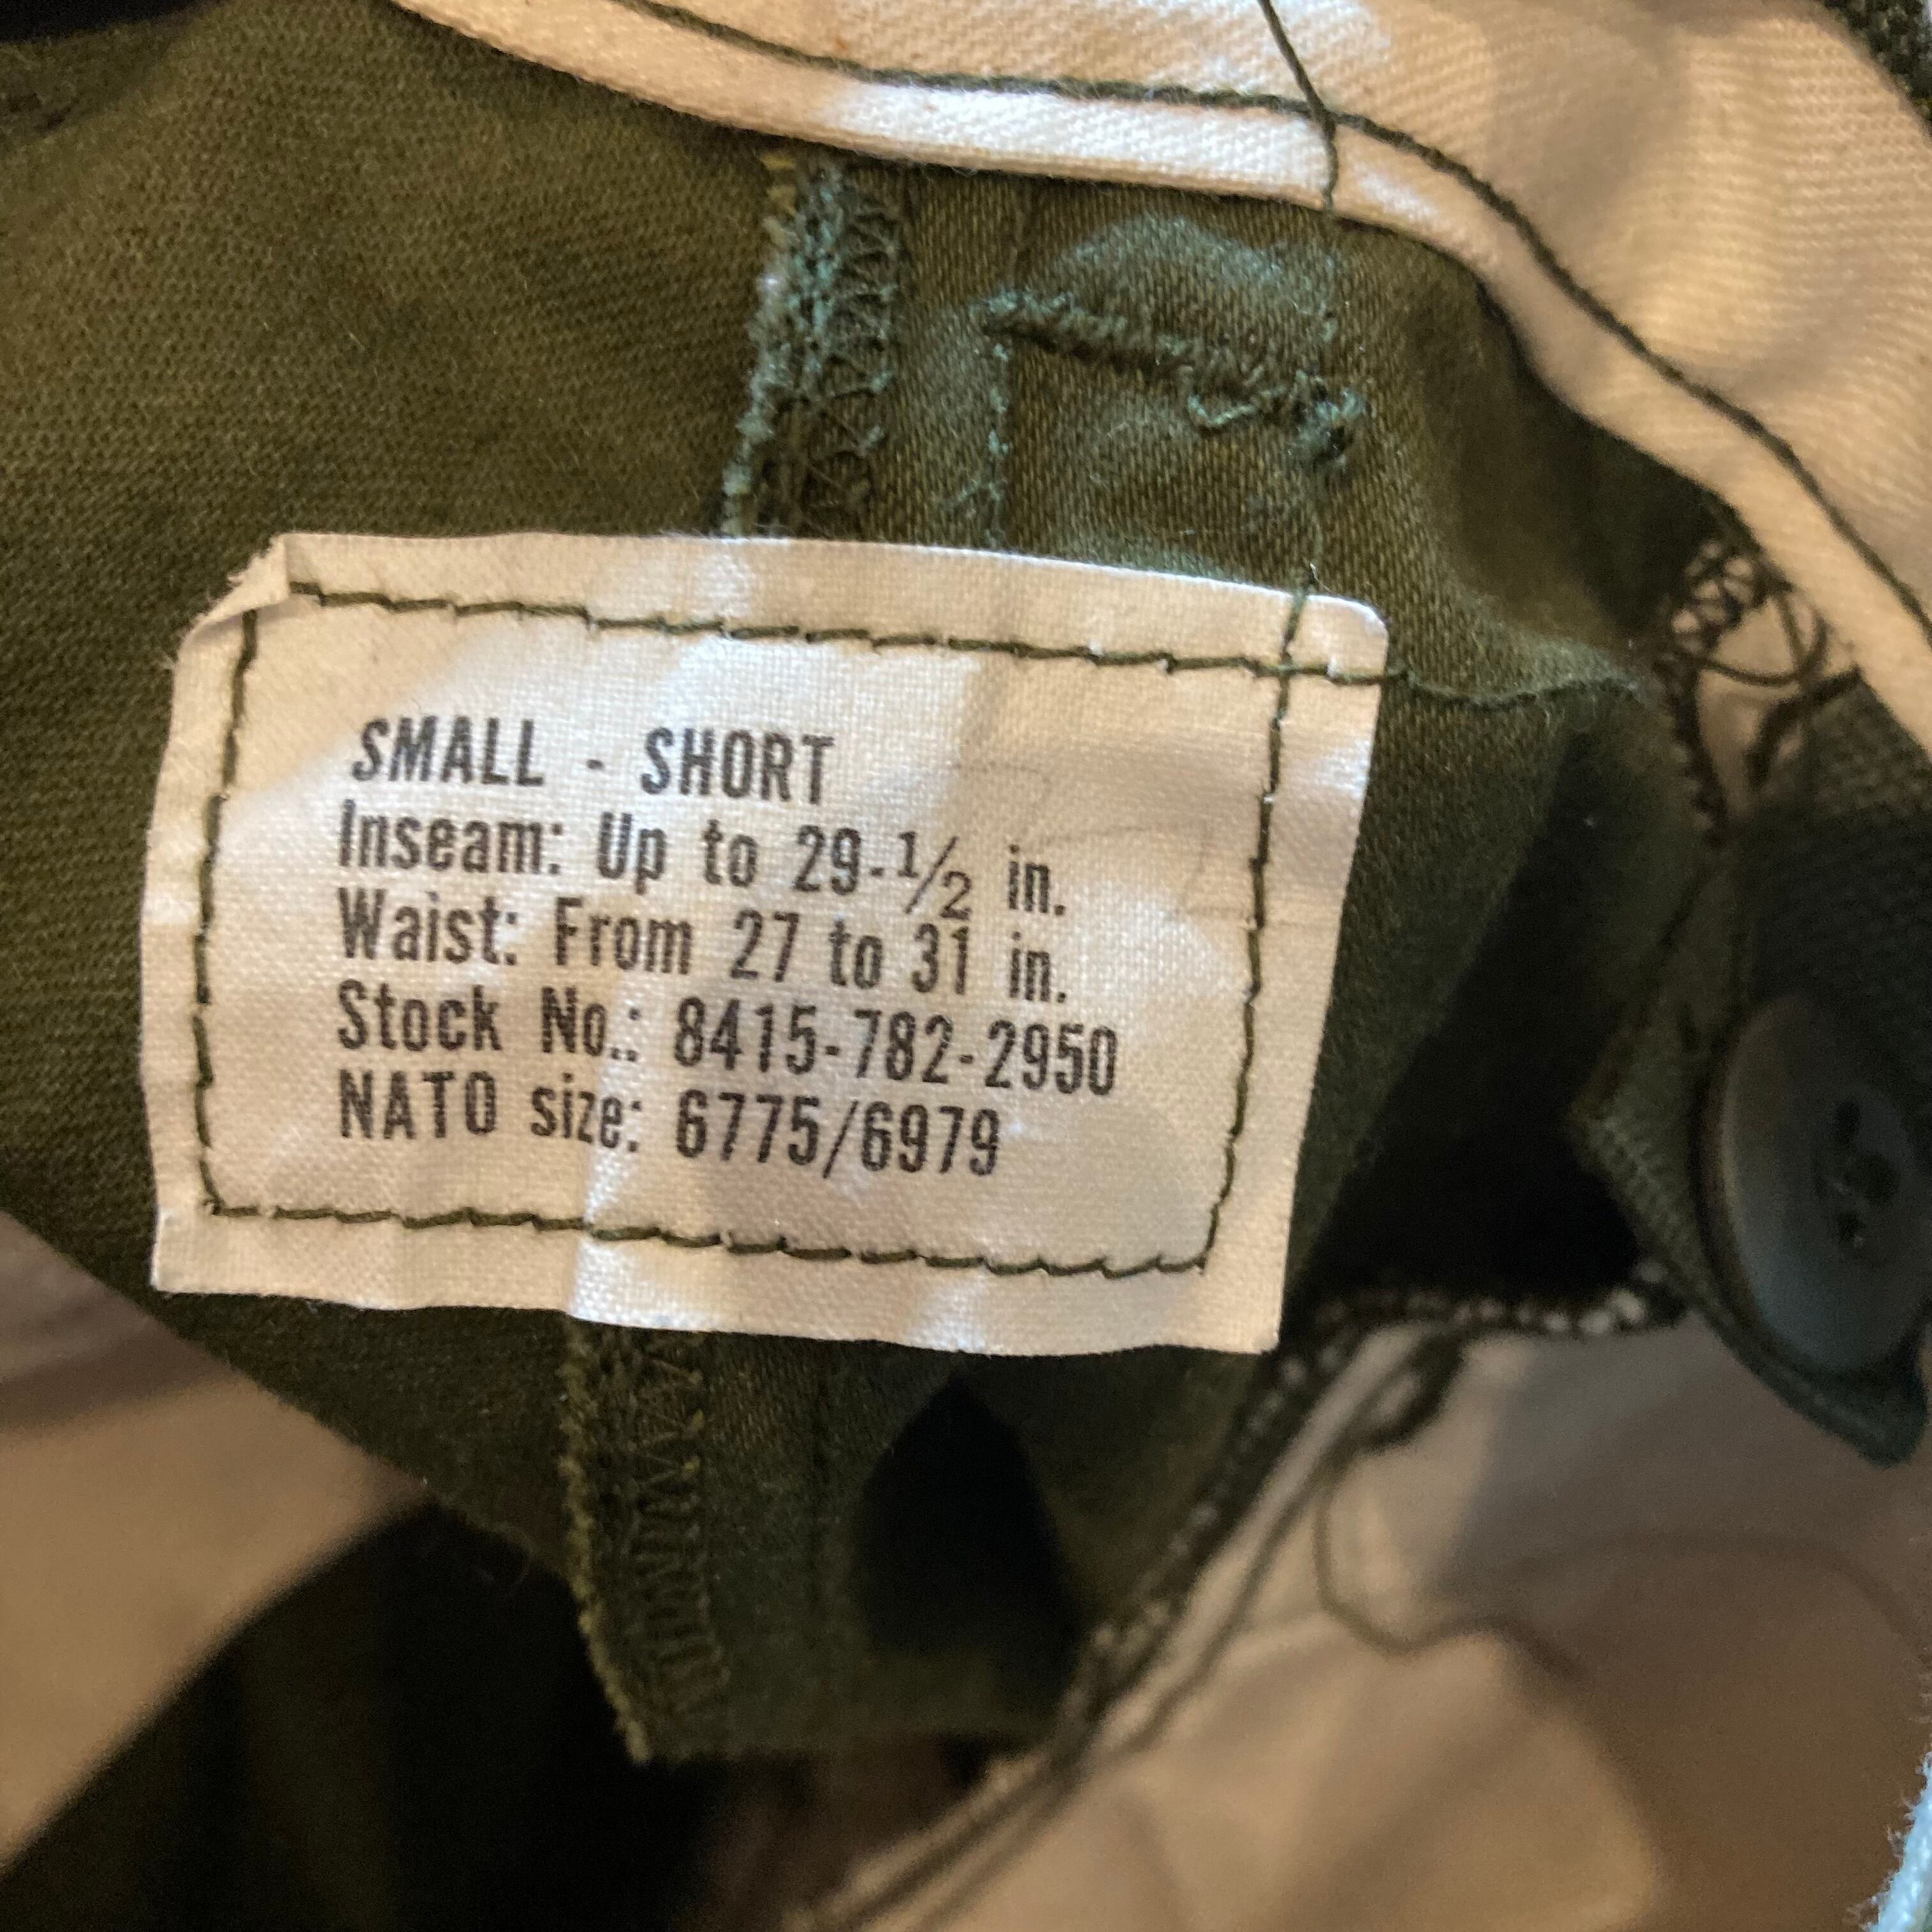 SMALL - SHORT
Inseam: Up to 29-½ in.
Waist: From 27 to 31 in.
Stock No.: 8415-782-2950
NATO size: 6775/6979